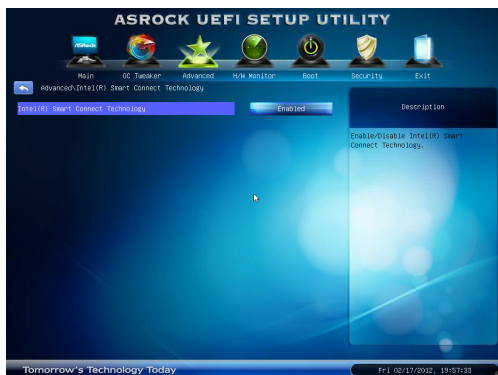 ASROCK UEFI SETUP UTILITY
ASRock
Main
OC Tweaker
Advanced
H/W Monitor
Boot
Security
Exit
Advanced\Intel(R) Smart Connect Technology
Intel(R) Smart Connect Technology
Enabled
Description
Enable/Disable Intel(R) Smart
Connect Technology.
Tomorrow's Technology Today
Fri 02/17/2012, 19:57:33